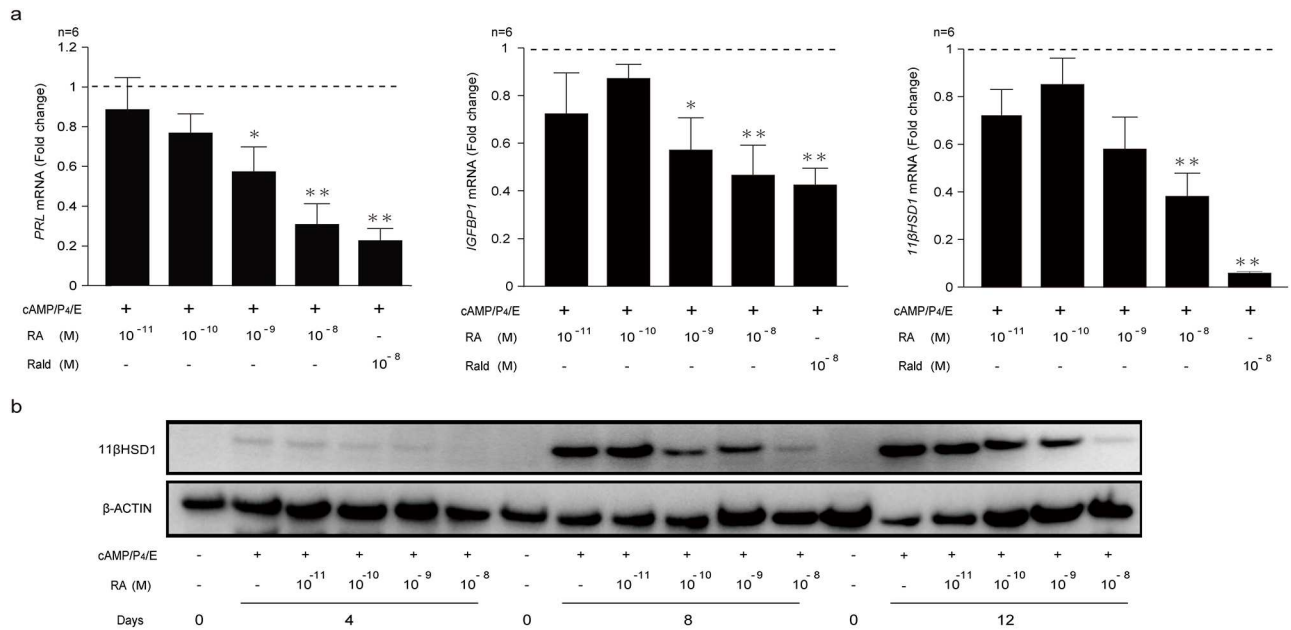 a
n=6
PRL mRNA (Fold change)
1.2
1
0.8
0.6
0.4
0.2
0
*
**
**
cAMP/P4/E + + + + +
RA (M) 10⁻¹¹ 10⁻¹⁰ 10⁻⁹ 10⁻⁸ -
Rald (M) - - - - 10⁻⁸
n=6
IGFBP1 mRNA (Fold change)
1
0.8
0.6
0.4
0.2
0
*
**
**
cAMP/P4/E + + + + +
RA (M) 10⁻¹¹ 10⁻¹⁰ 10⁻⁹ 10⁻⁸ -
Rald (M) - - - - 10⁻⁸
n=6
11βHSD1 mRNA (Fold change)
1
0.8
0.6
0.4
0.2
0
**
**
cAMP/P4/E + + + + +
RA (M) 10⁻¹¹ 10⁻¹⁰ 10⁻⁹ 10⁻⁸ -
Rald (M) - - - - 10⁻⁸
b
11βHSD1
β-ACTIN
cAMP/P4/E - + + + + + - + + + + + - + + + + +
RA (M) - - 10⁻¹¹ 10⁻¹⁰ 10⁻⁹ 10⁻⁸ - - 10⁻¹¹ 10⁻¹⁰ 10⁻⁹ 10⁻⁸ - - 10⁻¹¹ 10⁻¹⁰ 10⁻⁹ 10⁻⁸
Days 0 4 0 8 0 12